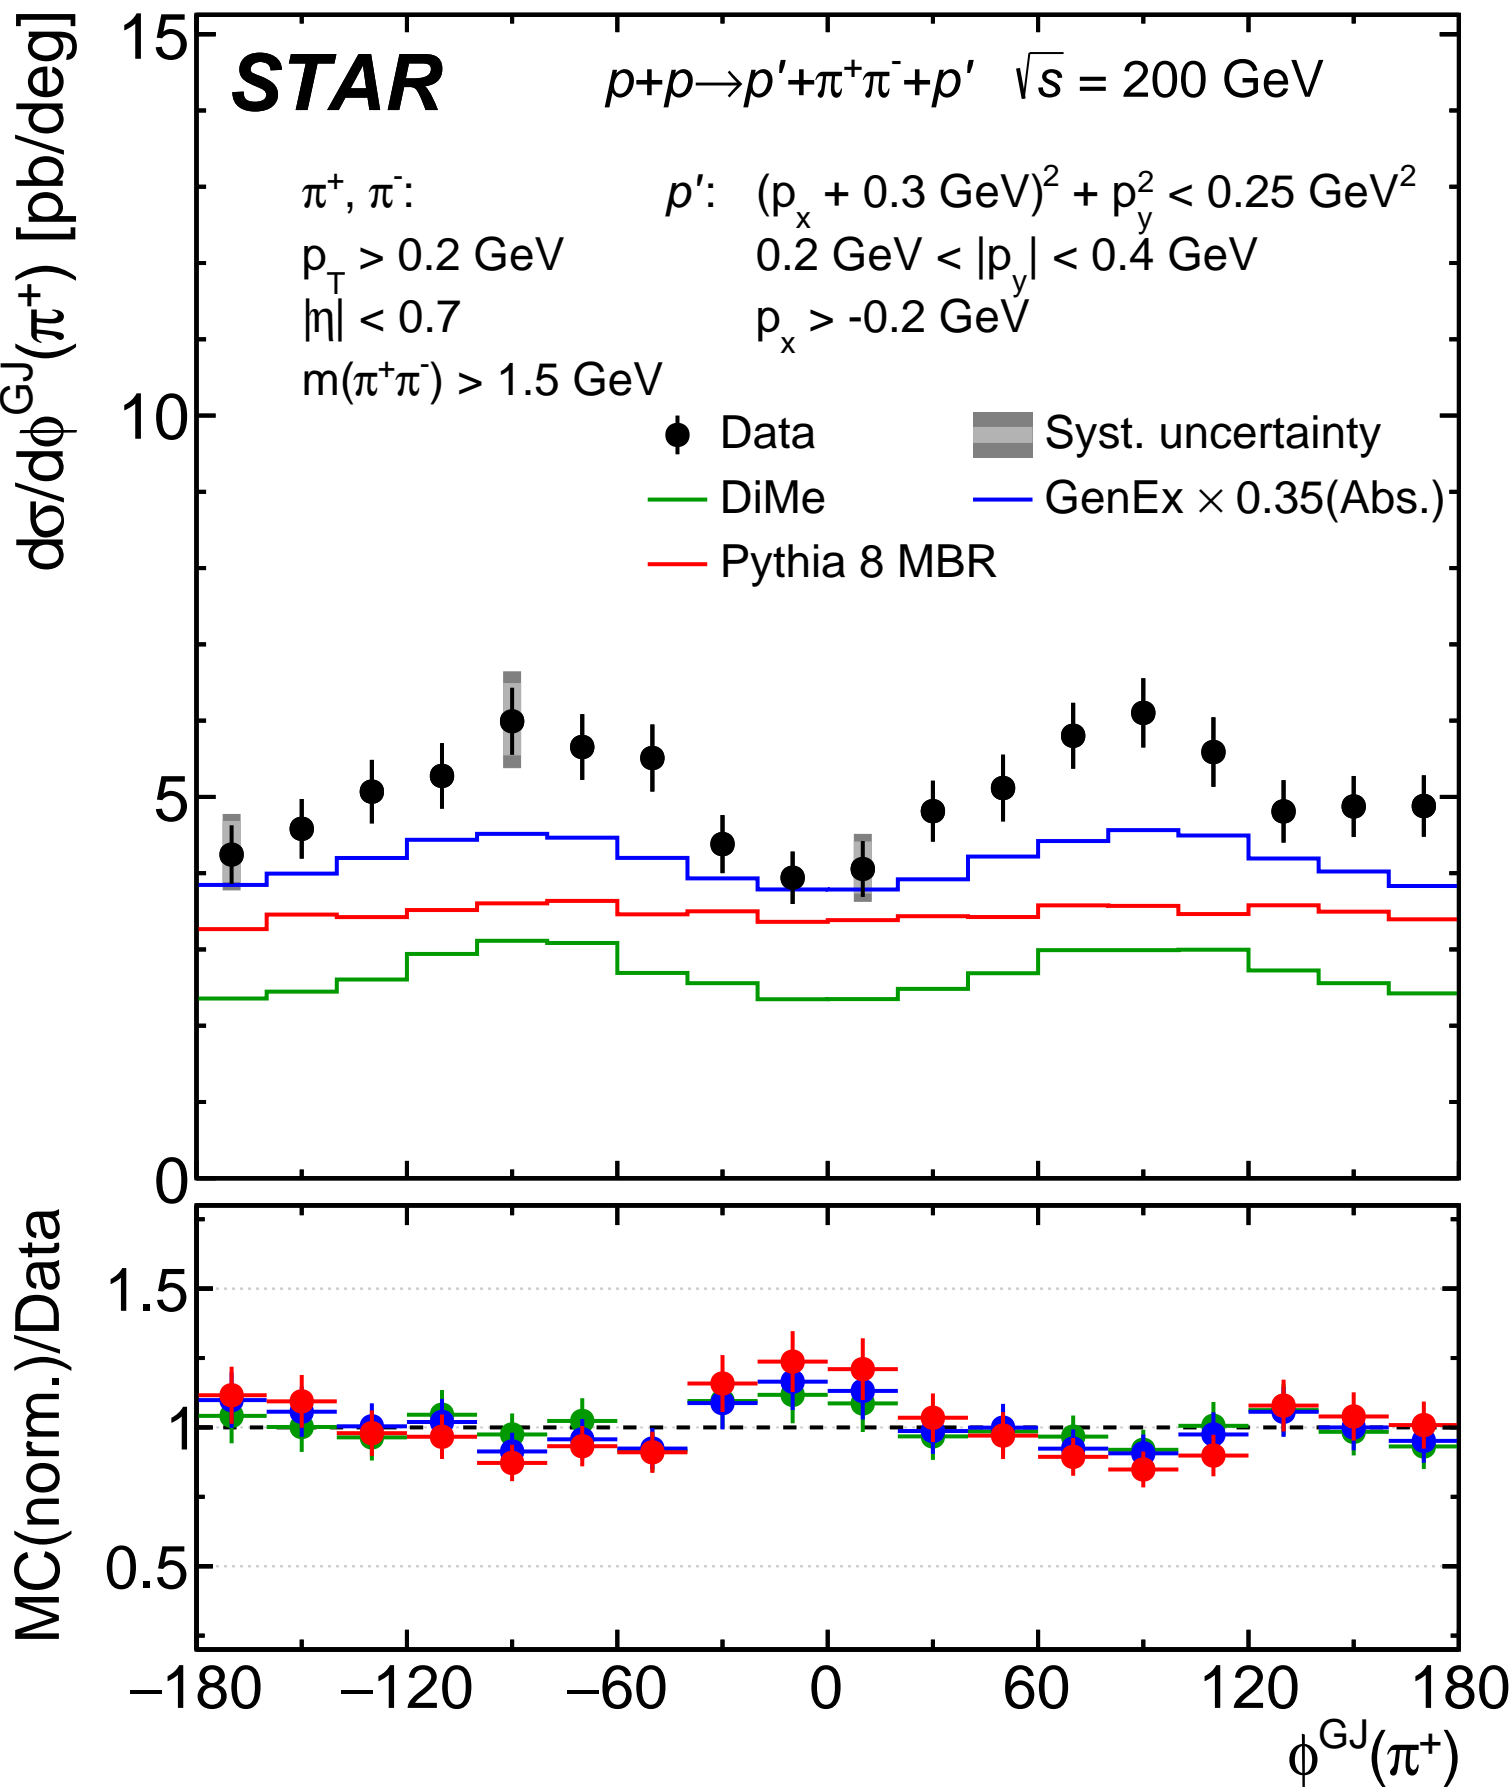 dσ/dϕ^GJ(π⁺) [pb/deg]
15
10
5
0
STAR p+p→p′+π⁺π⁻+p′ √s = 200 GeV
π⁺, π⁻: p′: (p_x + 0.3 GeV)² + p_y² < 0.25 GeV²
p_T > 0.2 GeV 0.2 GeV < |p_y| < 0.4 GeV
|η| < 0.7 p_x > -0.2 GeV
m(π⁺π⁻) > 1.5 GeV
Data Syst. uncertainty
DiMe GenEx × 0.35(Abs.)
Pythia 8 MBR
MC(norm.)/Data
1.5
1
0.5
−180 −120 −60 0 60 120 180
ϕ^GJ(π⁺)